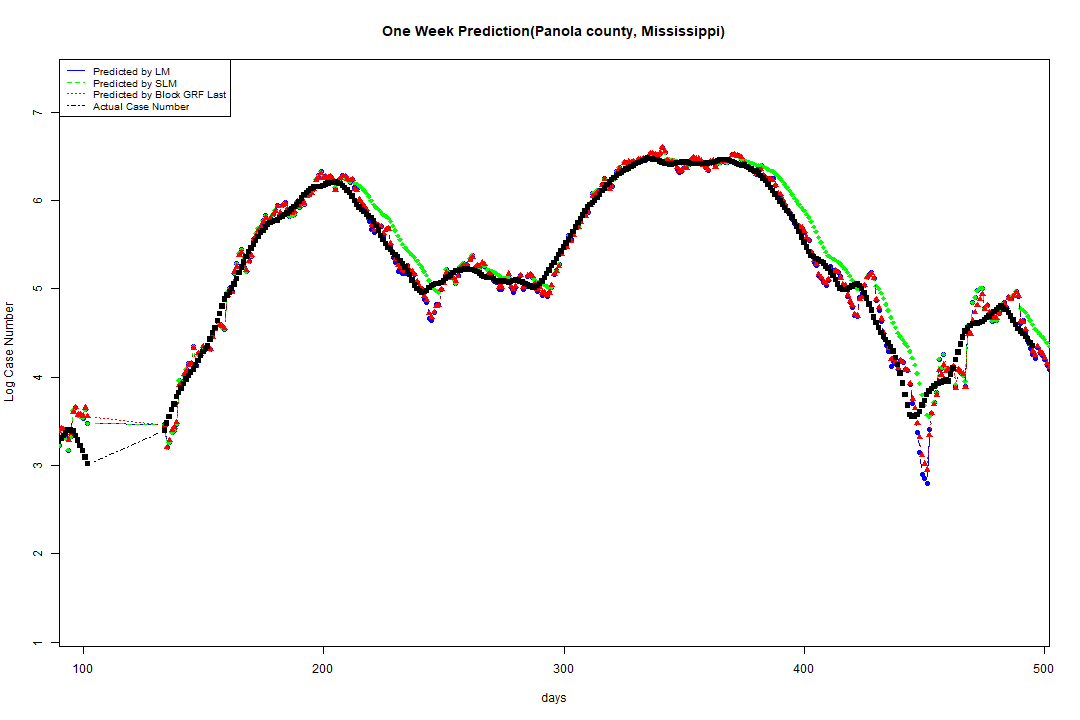 One Week Prediction(Panola county, Mississippi)
Predicted by LM
Predicted by SLM
Predicted by Block GRF Last
Actual Case Number
7
6
5
4
3
2
1
Log Case Number
100 200 300 400 500
days